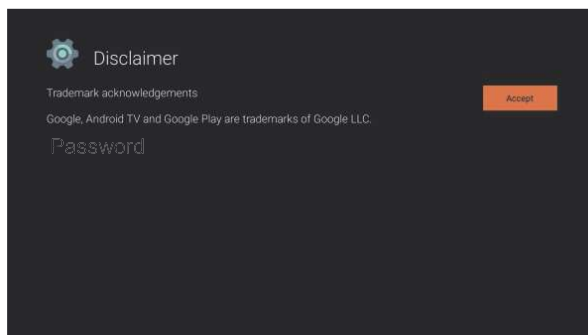 Disclaimer
Trademark acknowledgements
Accept
Google, Android TV and Google Play are trademarks of Google LLC.
Password